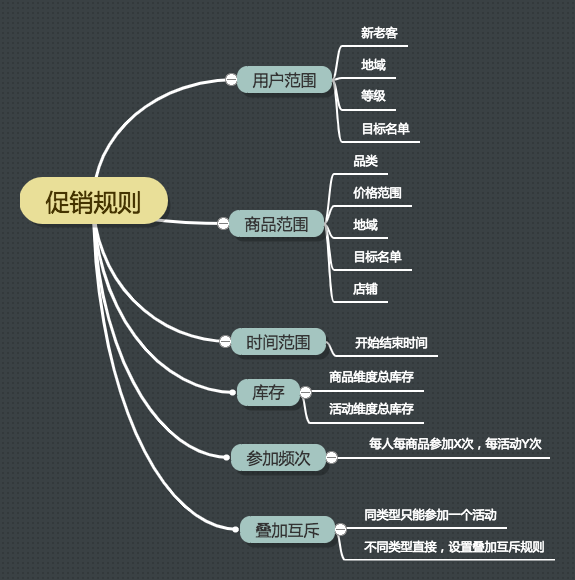 促销规则
用户范围
新老客
地域
等级
目标名单
商品范围
品类
价格范围
地域
目标名单
店铺
时间范围
开始结束时间
库存
商品维度总库存
活动维度总库存
参加频次
每人每商品参加X次，每活动Y次
叠加互斥
同类型只能参加一个活动
不同类型直接，设置叠加互斥规则